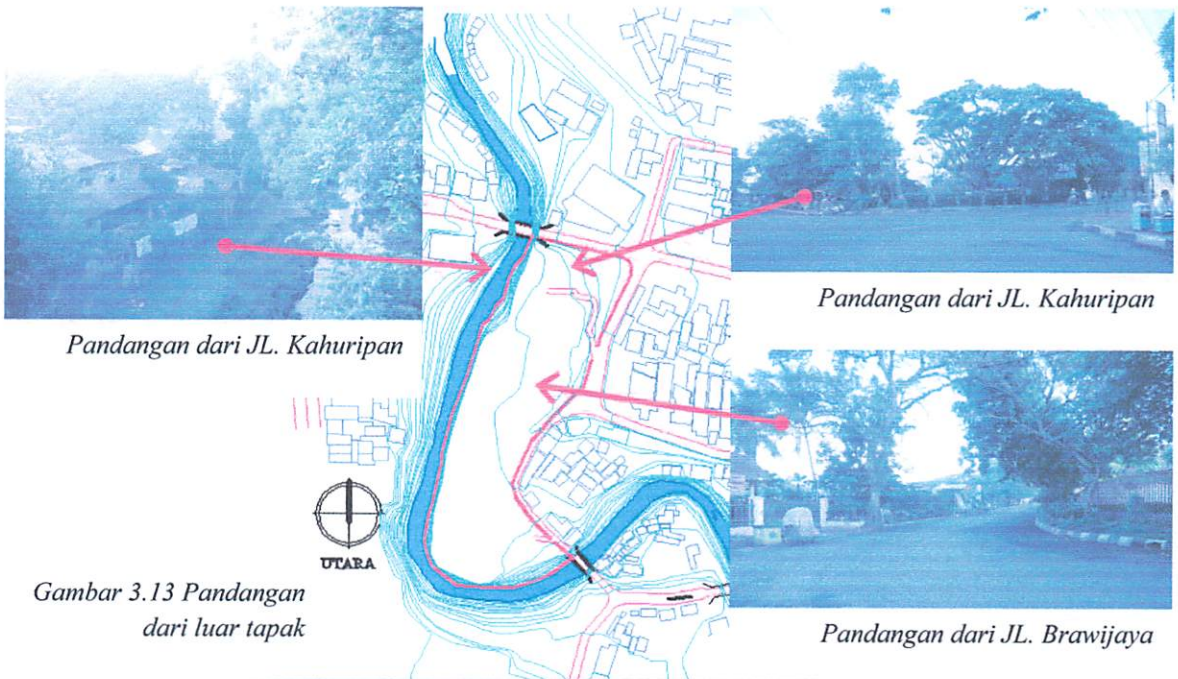 Pandangan dari JL. Kahuripan
Pandangan dari JL. Kahuripan
UTARA
Gambar 3.13 Pandangan
dari luar tapak
Pandangan dari JL. Brawijaya